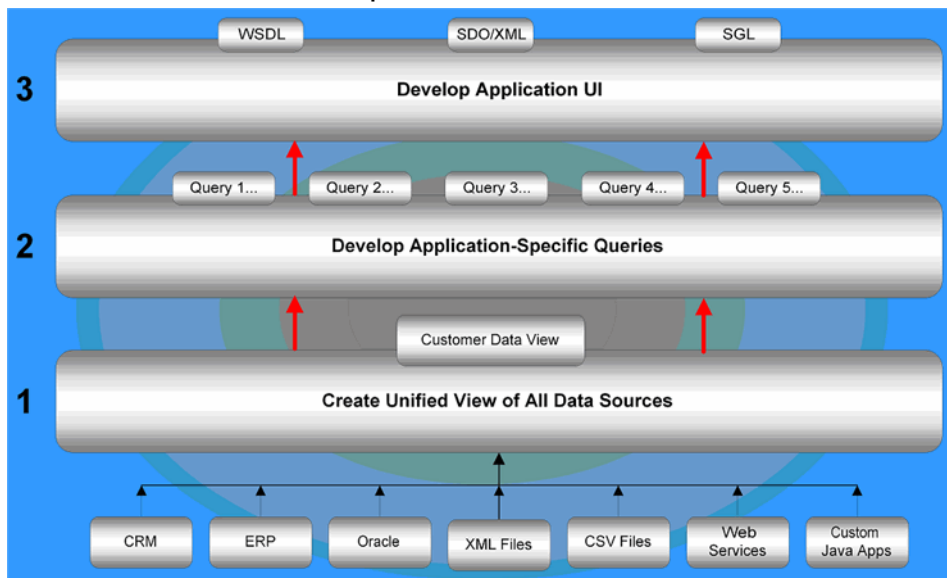 WSDL
SDO/XML
SGL
3
Develop Application UI
Query 1...
Query 2...
Query 3...
Query 4...
Query 5...
2
Develop Application-Specific Queries
Customer Data View
1
Create Unified View of All Data Sources
CRM
ERP
Oracle
XML Files
CSV Files
Web
Services
Custom
Java Apps